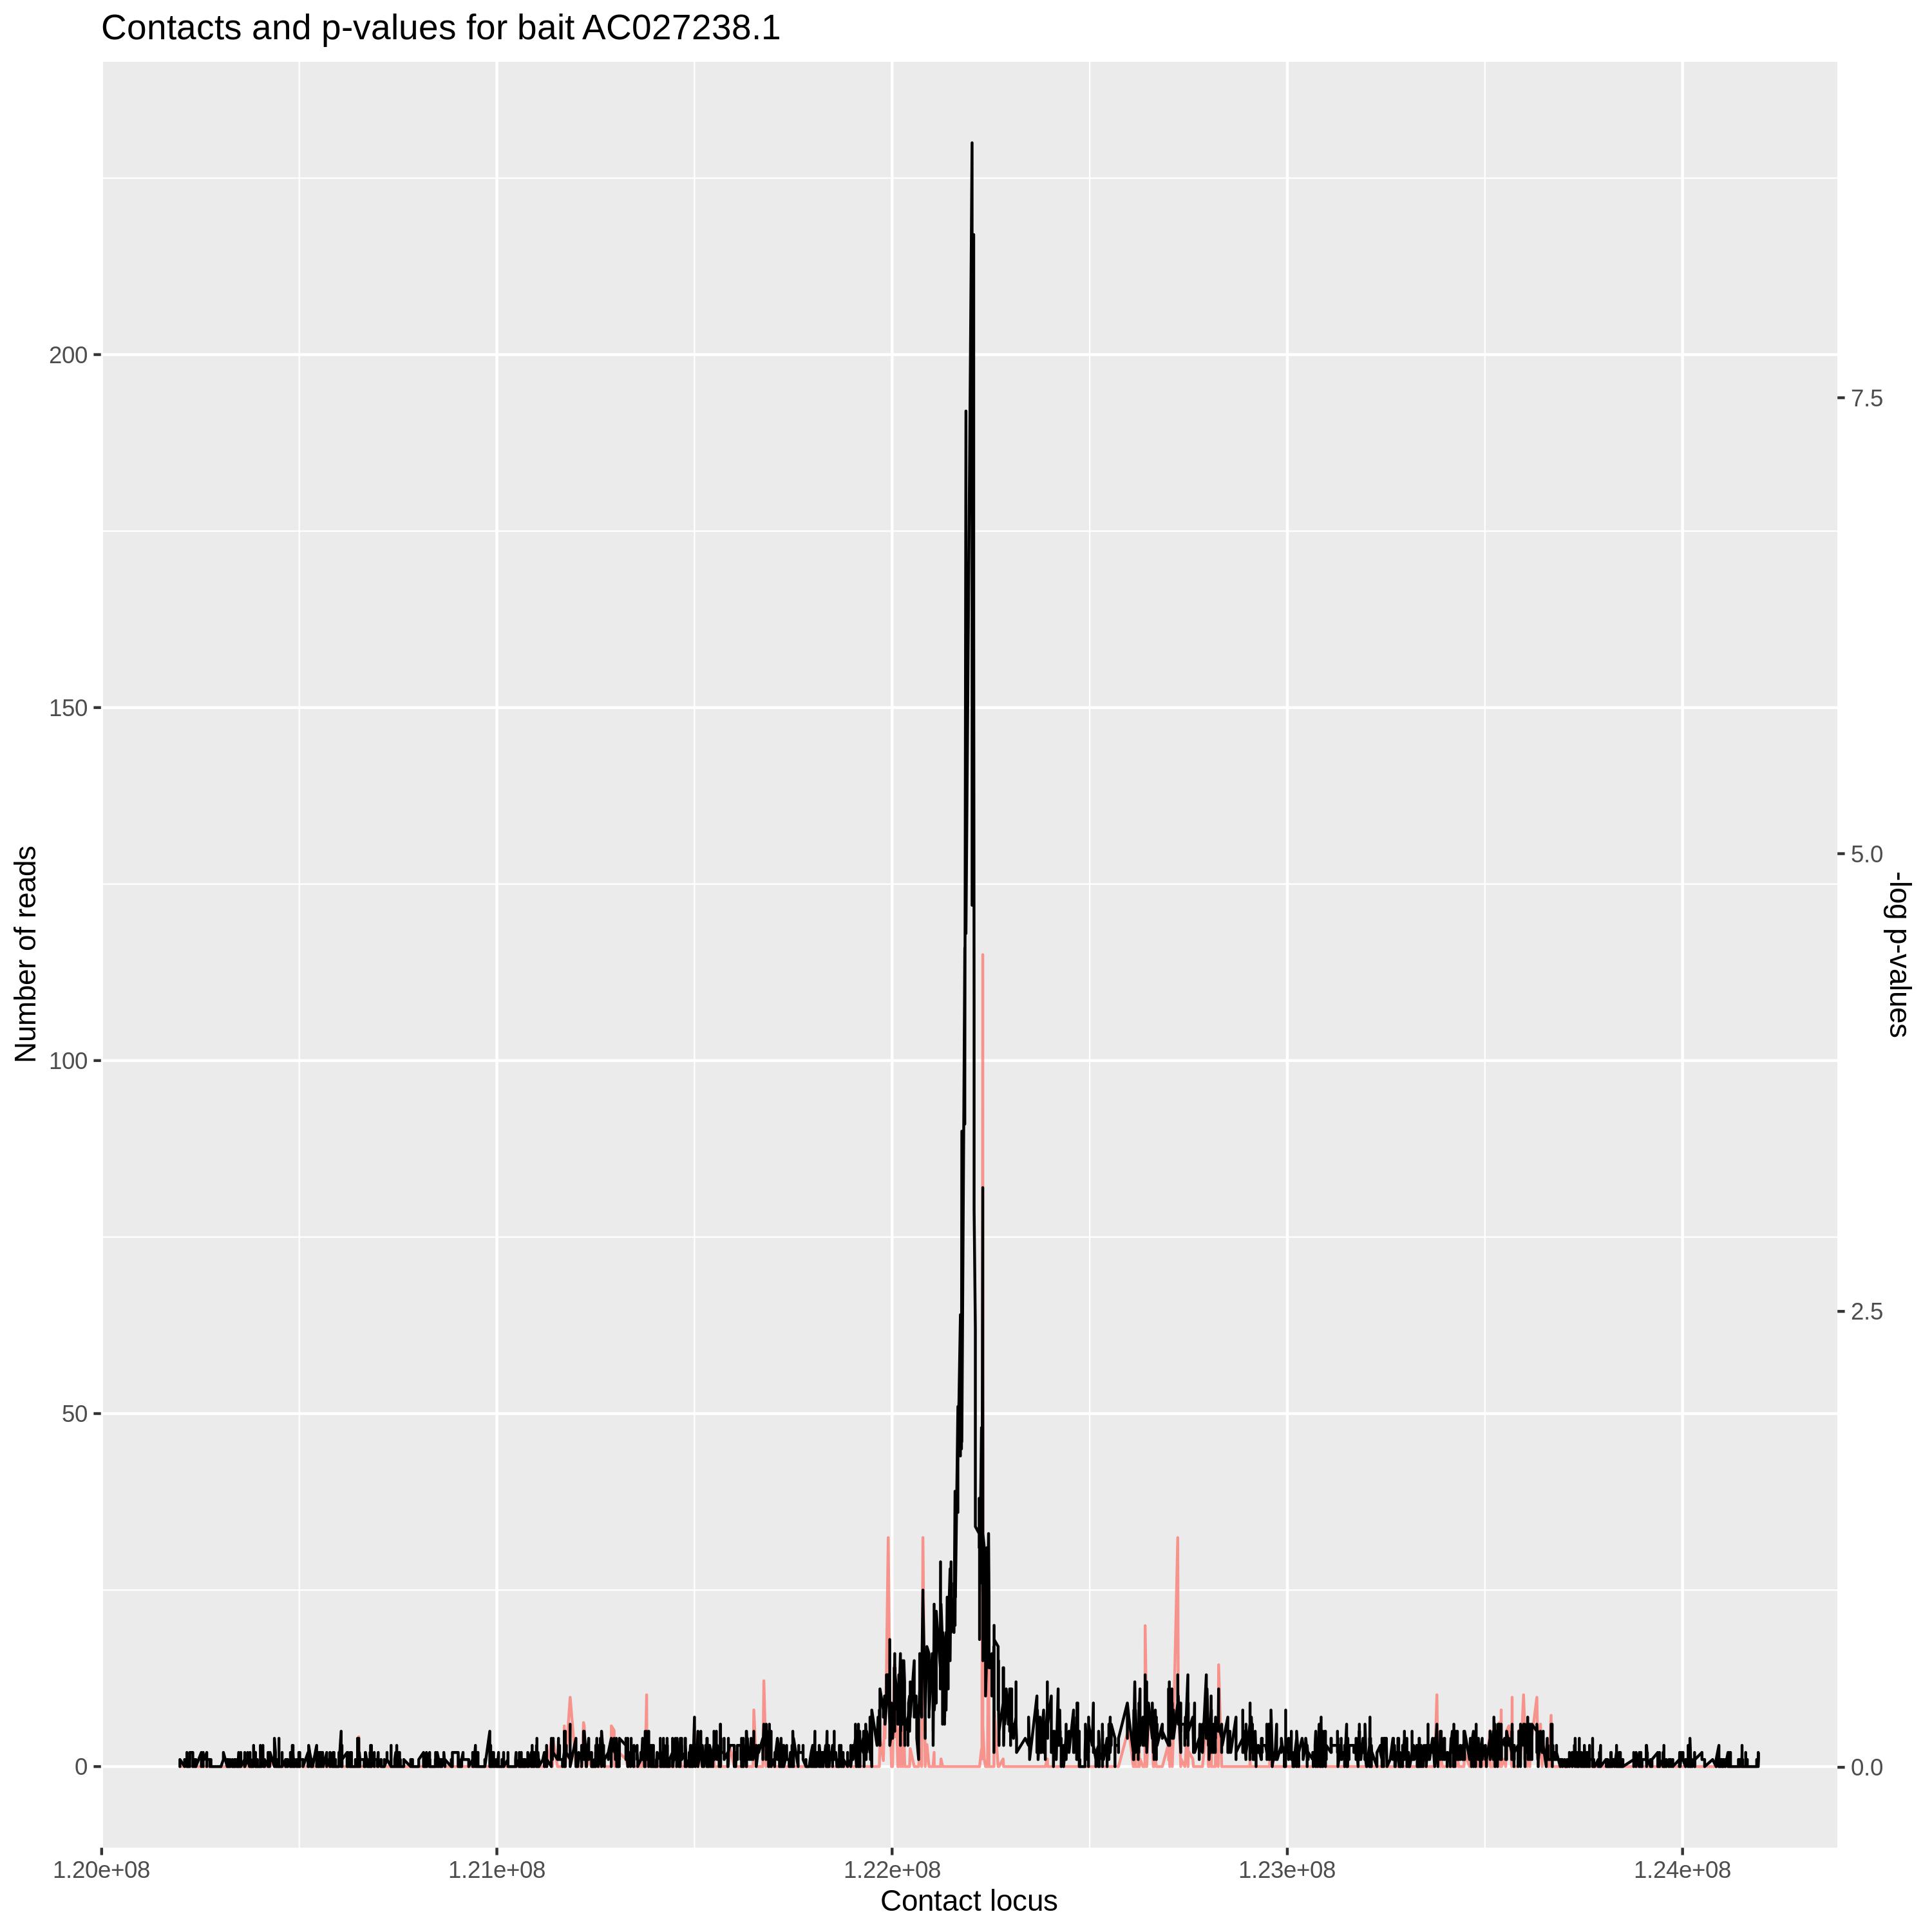 Contacts and p-values for bait AC027238.1
200
150
100
50
0
Number of reads
7.5
5.0
2.5
0.0
-log p-values
1.20e+08 1.21e+08 1.22e+08 1.23e+08 1.24e+08
Contact locus